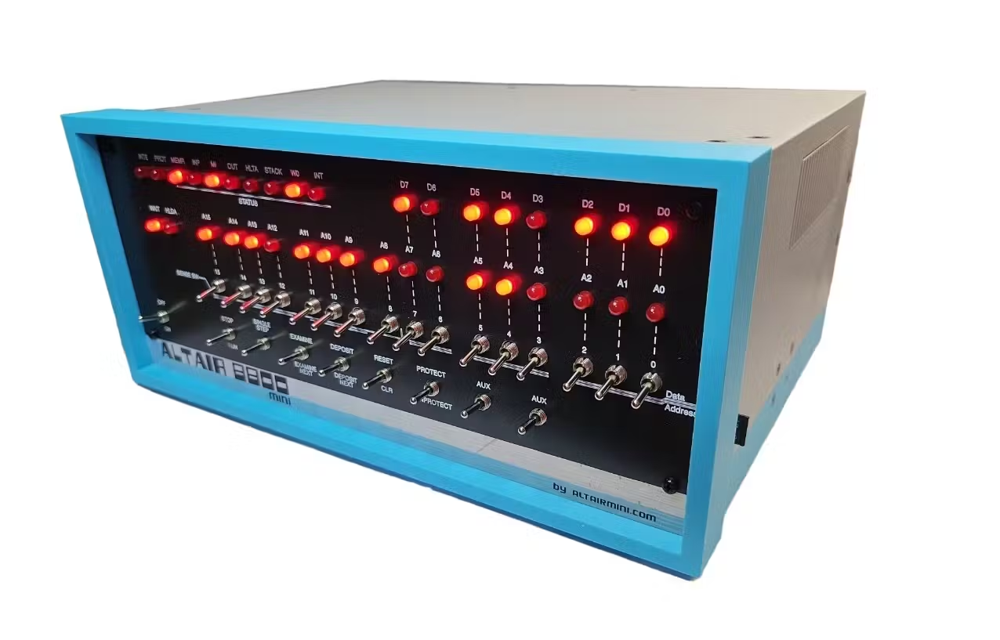 INTE PROT MEMR INP MI OUT HLTA STACK WO INT
STATUS
D7 D6 D5 D4 D3 D2 D1 D0
WAIT HLDA
A15 A14 A13 A12 A11 A10 A9 A8 A7 A6 A5 A4 A3 A2 A1 A0
SENSE SW.
15 14 13 12 11 10 9 8 7 6 5 4 3 2 1 0
Data
Address
OFF STOP SINGLE STEP EXAMINE DEPOSIT RESET PROTECT AUX AUX
ON RUN EXAMINE NEXT DEPOSIT NEXT CLR PROTECT
ALTAIR 8800
mini
by ALTAIRMINI.COM